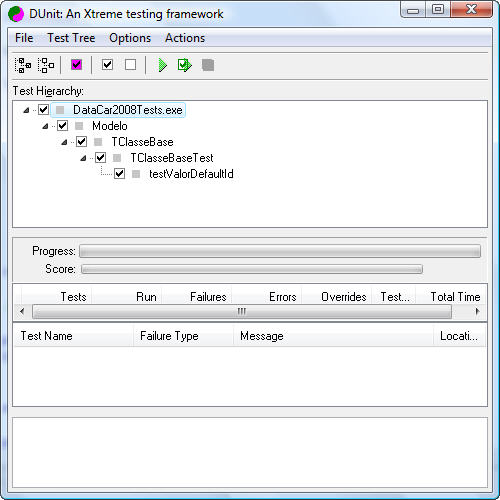 DUnit: An Xtreme testing framework
File Test Tree Options Actions
Test Hierarchy:
DataCar2008Tests.exe
Modelo
TClasseBase
TClasseBaseTest
testValorDefaultId
Progress:
Score:
Tests Run Failures Errors Overrides Test... Total Time
Test Name Failure Type Message Locati...